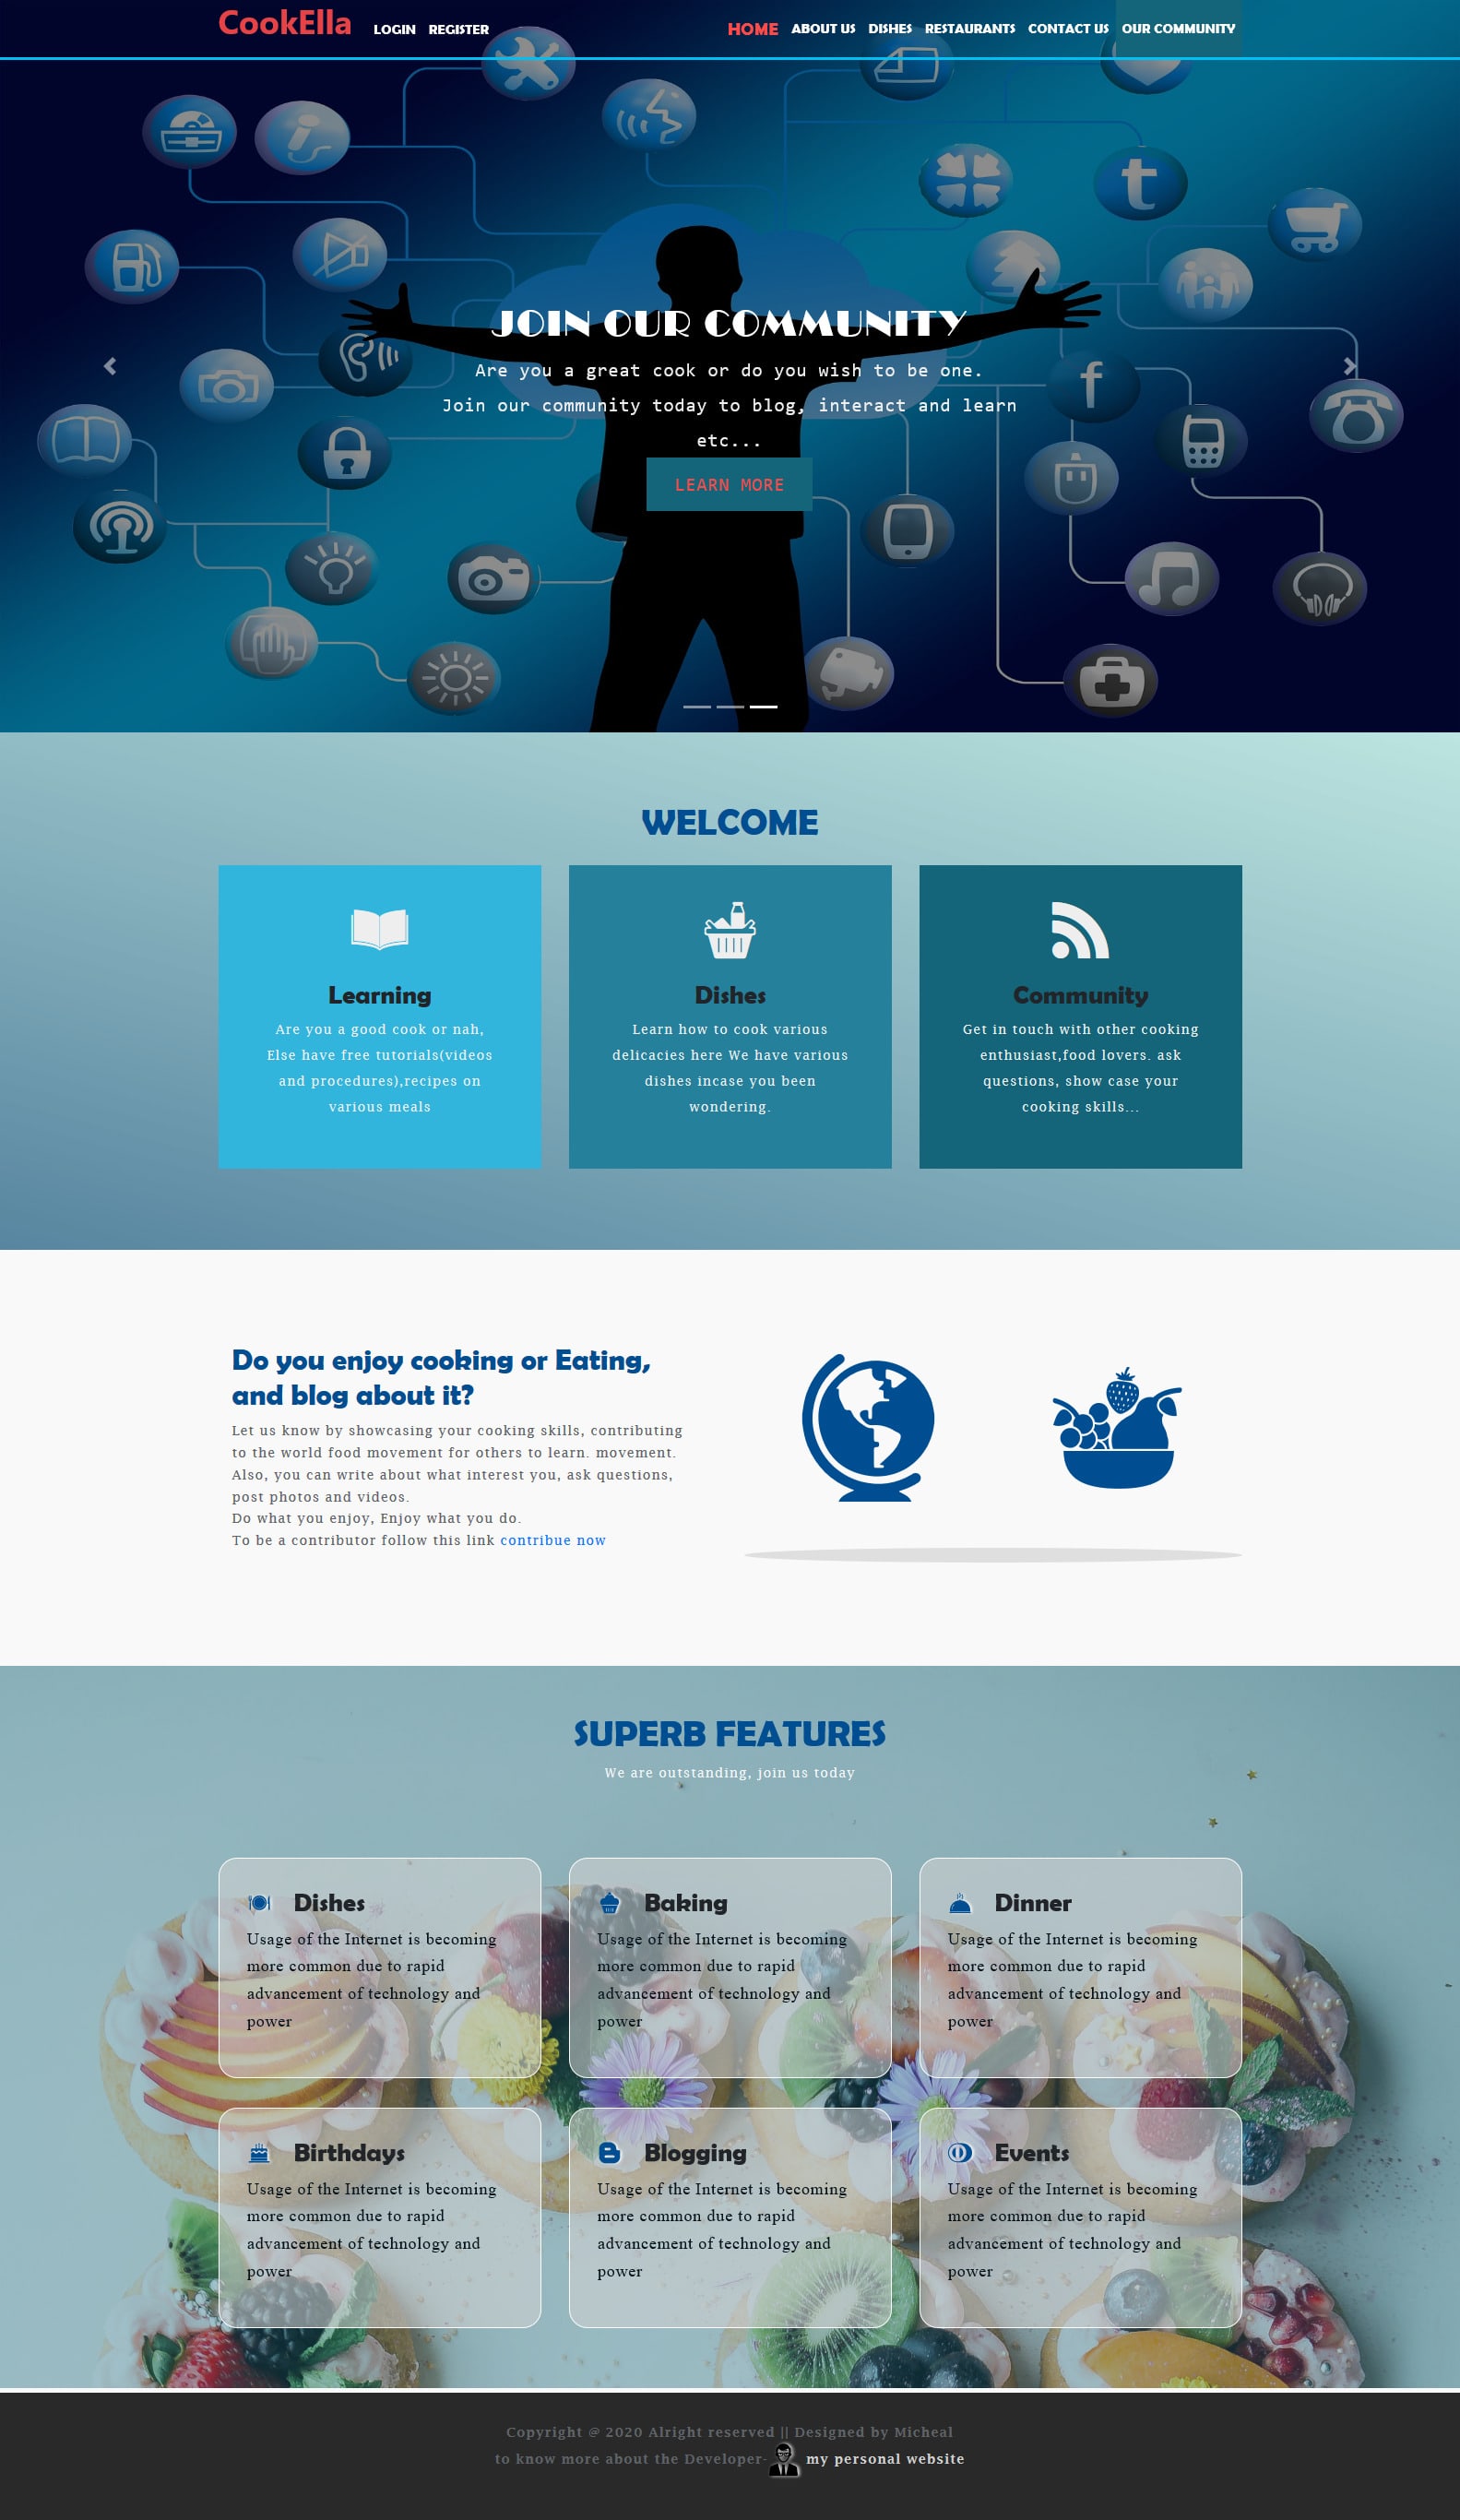 CookElla LOGIN REGISTER HOME ABOUT US DISHES RESTAURANTS CONTACT US OUR COMMUNITY
t
f
JOIN OUR COMMUNITY
Are you a great cook or do you wish to be one.
Join our community today to blog, interact and learn
etc...
LEARN MORE
WELCOME
Learning
Are you a good cook or nah,
Else have free tutorials(videos
and procedures),recipes on
various meals
Dishes
Learn how to cook various
delicacies here We have various
dishes incase you been
wondering.
Community
Get in touch with other cooking
enthusiast,food lovers. ask
questions, show case your
cooking skills...
Do you enjoy cooking or Eating,
and blog about it?
Let us know by showcasing your cooking skills, contributing
to the world food movement for others to learn. movement.
Also, you can write about what interest you, ask questions,
post photos and videos.
Do what you enjoy, Enjoy what you do.
To be a contributor follow this link contribue now
SUPERB FEATURES
We are outstanding, join us today
Dishes
Usage of the Internet is becoming
more common due to rapid
advancement of technology and
power
Baking
Usage of the Internet is becoming
more common due to rapid
advancement of technology and
power
Dinner
Usage of the Internet is becoming
more common due to rapid
advancement of technology and
power
Birthdays
Usage of the Internet is becoming
more common due to rapid
advancement of technology and
power
Blogging
Usage of the Internet is becoming
more common due to rapid
advancement of technology and
power
Events
Usage of the Internet is becoming
more common due to rapid
advancement of technology and
power
Copyright @ 2020 Alright reserved || Designed by Micheal
to know more about the Developer- my personal website